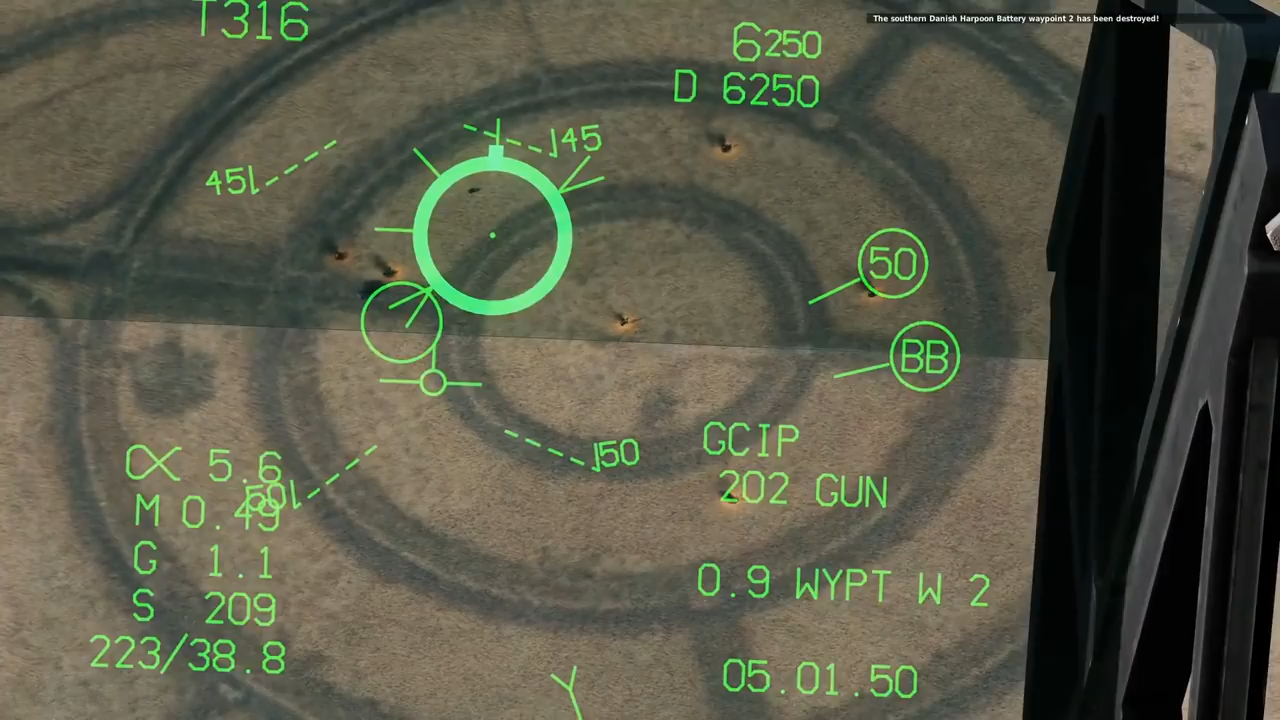 The southern Danish Harpoon Battery waypoint 2 has been destroyed!
T316
6250
D 6250
45
45
50
BB
50
50
GCIP
202 GUN
α 5.6
M 0.49
G 1.1
S 209
223/38.8
0.9 WYPT W 2
05.01.50